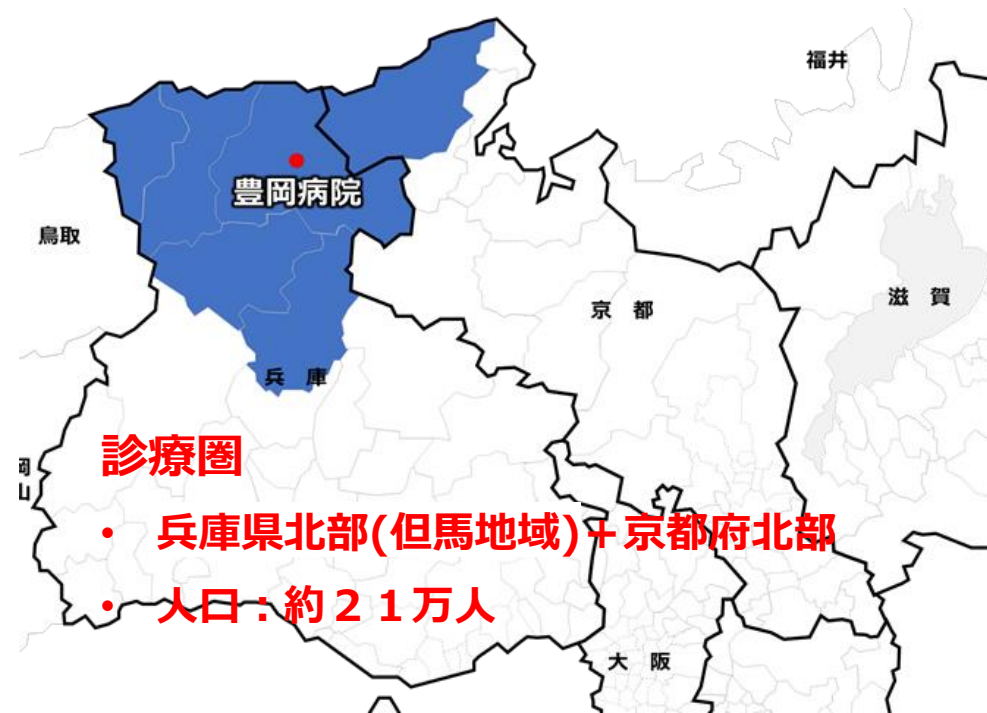 福井
豊岡病院
鳥取
滋 賀
京 都
兵 庫
診療圏
岡山
• 兵庫県北部(但馬地域)+京都府北部
• 人口:約21万人
大 阪